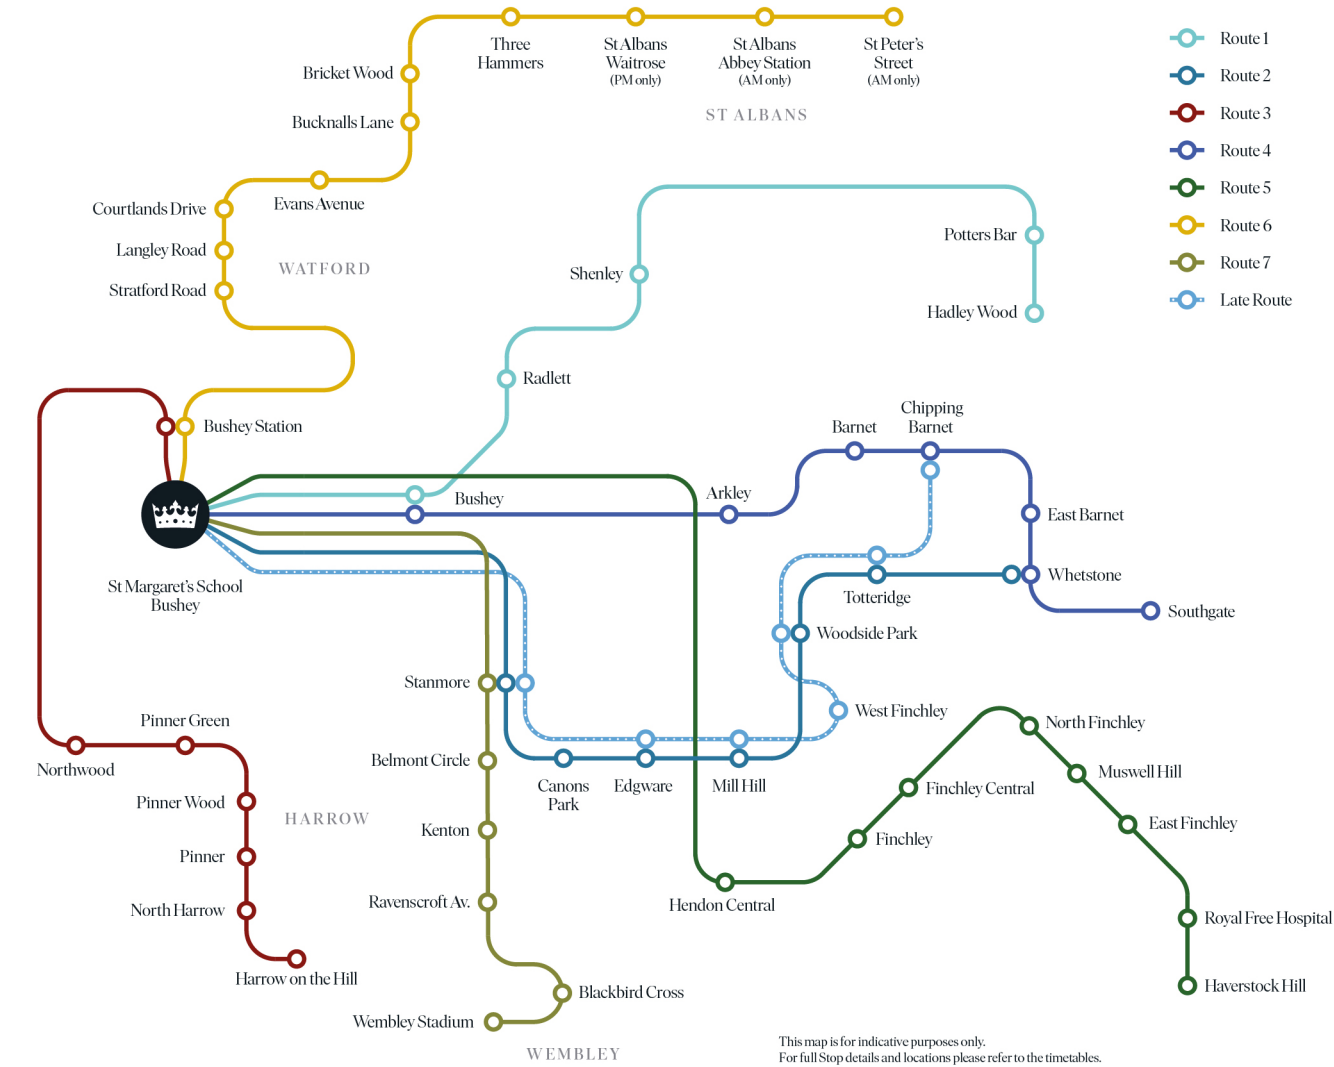 Three
Hammers
St Albans
Waitrose
(PM only)
St Albans
Abbey Station
(AM only)
St Peter's
Street
(AM only)
ST ALBANS
Bricket Wood
Bucknalls Lane
Evans Avenue
Courtlands Drive
Langley Road
Stratford Road
WATFORD
Bushey Station
St Margaret's School
Bushey
Route 1
Route 2
Route 3
Route 4
Route 5
Route 6
Route 7
Late Route
Potters Bar
Hadley Wood
Shenley
Radlett
Bushey
Arkley
Barnet
Chipping
Barnet
East Barnet
Whetstone
Southgate
Totteridge
Woodside Park
West Finchley
Stanmore
Belmont Circle
Kenton
Ravenscroft Av.
Blackbird Cross
Wembley Stadium
WEMBLEY
Canons
Park
Edgware
Mill Hill
Northwood
Pinner Green
Pinner Wood
Pinner
North Harrow
Harrow on the Hill
HARROW
Hendon Central
Finchley
Finchley Central
North Finchley
Muswell Hill
East Finchley
Royal Free Hospital
Haverstock Hill
This map is for indicative purposes only.
For full Stop details and locations please refer to the timetables.